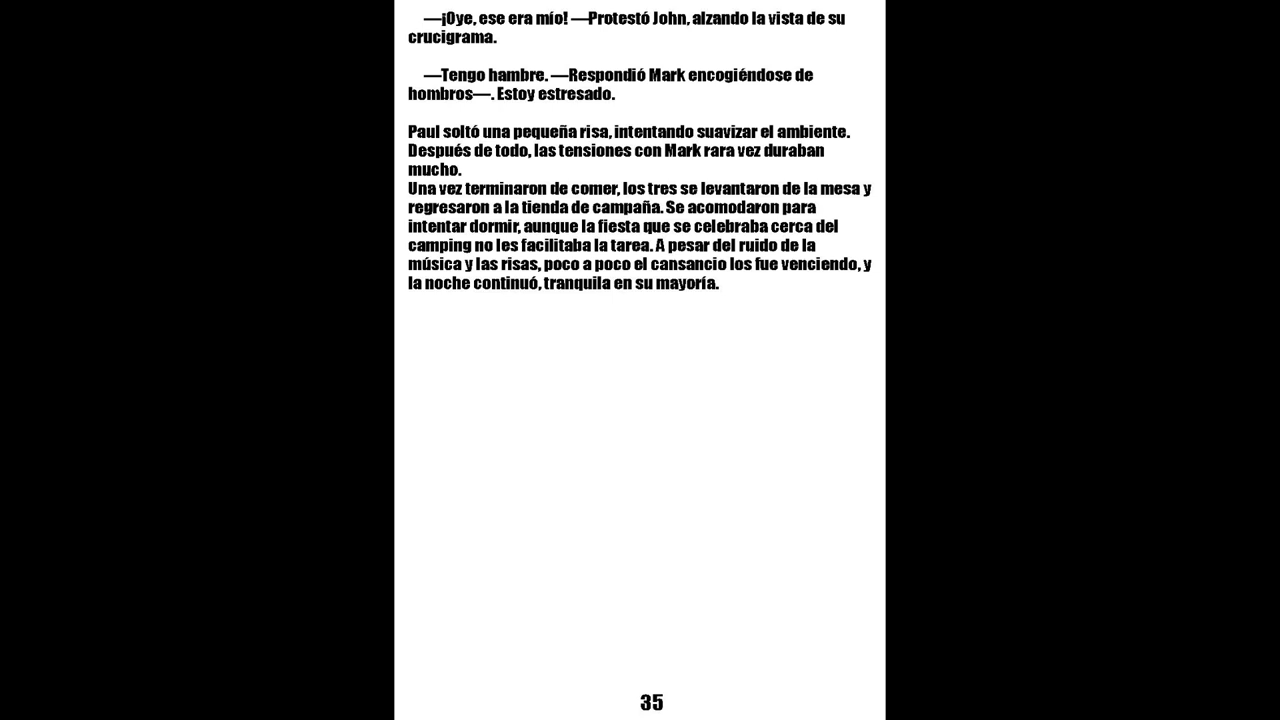 —¡Oye, ese era mío! —Protestó John, alzando la vista de su
crucigrama.
—Tengo hambre. —Respondió Mark encogiéndose de
hombros—. Estoy estresado.
Paul soltó una pequeña risa, intentando suavizar el ambiente.
Después de todo, las tensiones con Mark rara vez duraban
mucho.
Una vez terminaron de comer, los tres se levantaron de la mesa y
regresaron a la tienda de campaña. Se acomodaron para
intentar dormir, aunque la fiesta que se celebraba cerca del
camping no les facilitaba la tarea. A pesar del ruido de la
música y las risas, poco a poco el cansancio los fue venciendo, y
la noche continuó, tranquila en su mayoría.
35